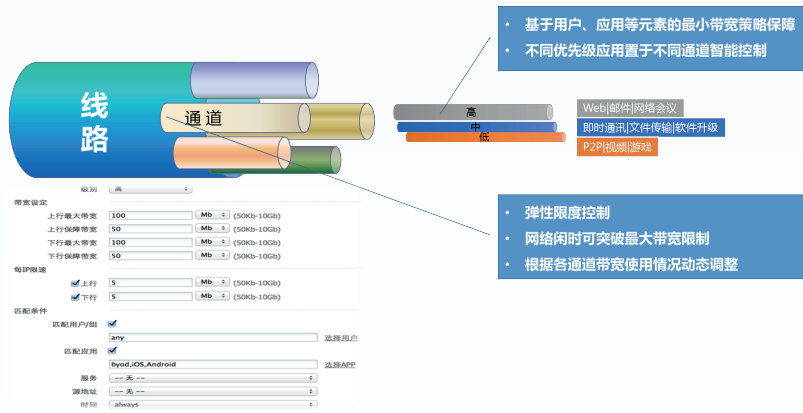 基于用户、应用等元素的最小带宽策略保障
不同优先级应用置于不同通道智能控制
线路
通道
高
中
低
Web|邮件|网络会议
即时通讯|文件传输|软件升级
P2P|视频|游戏
级别 高
带宽设定
上行最大带宽 100 Mb (50Kb-10Gb)
上行保障带宽 50 Mb (50Kb-10Gb)
下行最大带宽 100 Mb (50Kb-10Gb)
下行保障带宽 50 Mb (50Kb-10Gb)
每IP限速
上行 5 Mb (50Kb-10Gb)
下行 5 Mb (50Kb-10Gb)
匹配条件
匹配用户/组
any 选择用户
匹配应用
byod,iOS,Android 选择APP
服务 -- 无 --
源地址 -- 无 --
时间 always
弹性限度控制
网络闲时可突破最大带宽限制
根据各通道带宽使用情况动态调整